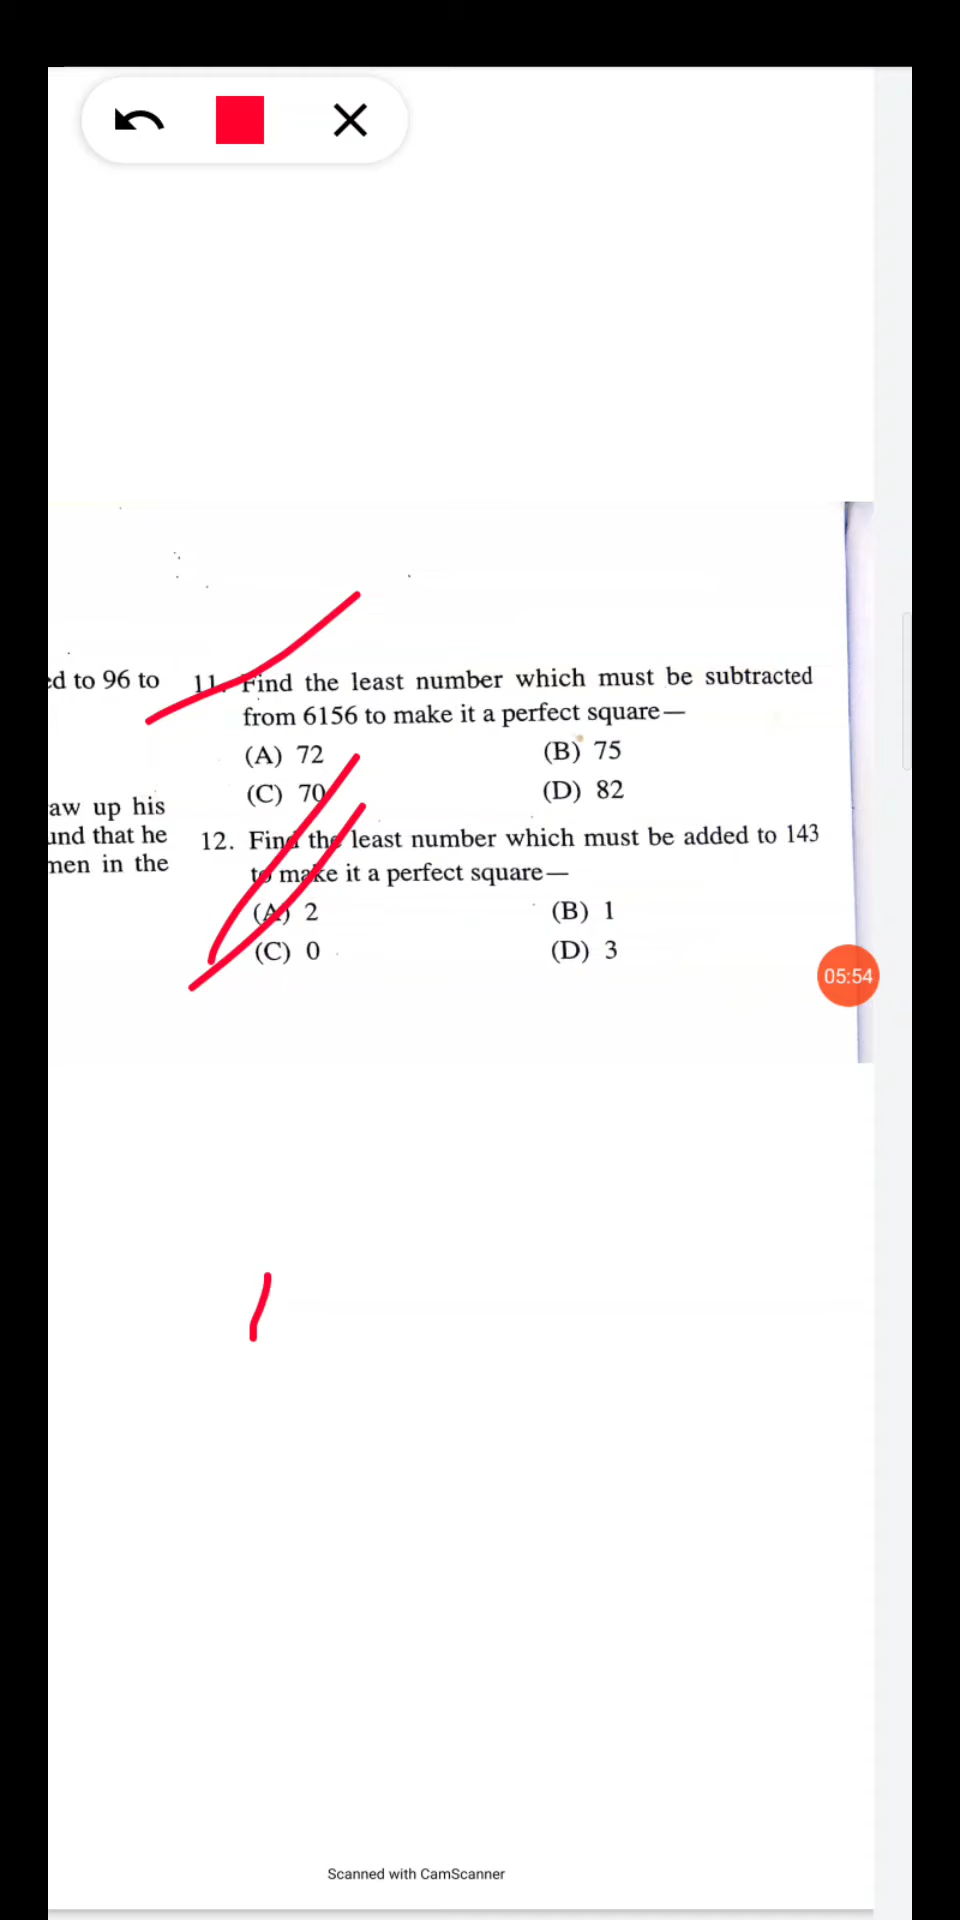 ed to 96 to
aw up his
und that he
men in the
11. Find the least number which must be subtracted
from 6156 to make it a perfect square—
(A) 72 (B) 75
(C) 70 (D) 82
12. Find the least number which must be added to 143
to make it a perfect square—
(A) 2 (B) 1
(C) 0 (D) 3
05:54
Scanned with CamScanner